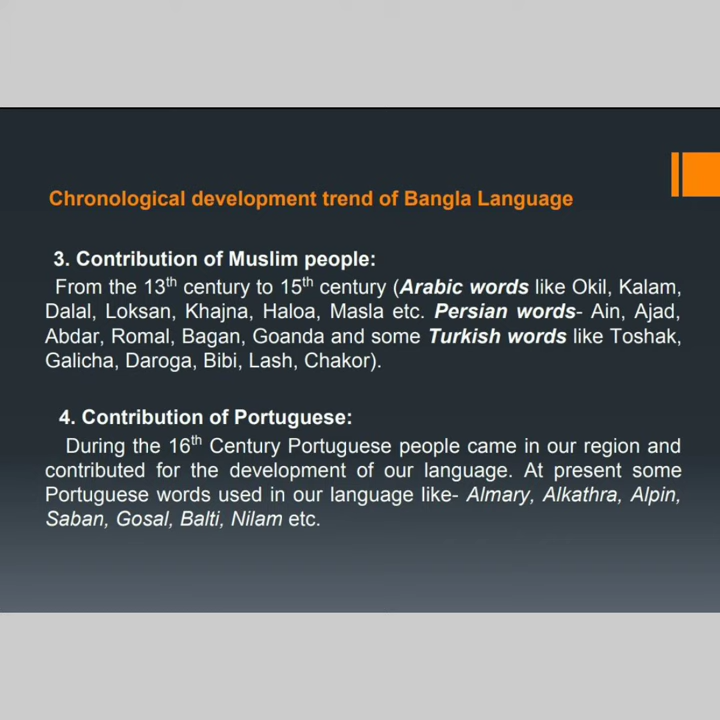 Chronological development trend of Bangla Language
3. Contribution of Muslim people:
From the 13th century to 15th century (Arabic words like Okil, Kalam,
Dalal, Loksan, Khajna, Haloa, Masla etc. Persian words- Ain, Ajad,
Abdar, Romal, Bagan, Goanda and some Turkish words like Toshak,
Galicha, Daroga, Bibi, Lash, Chakor).
4. Contribution of Portuguese:
During the 16th Century Portuguese people came in our region and
contributed for the development of our language. At present some
Portuguese words used in our language like- Almary, Alkathra, Alpin,
Saban, Gosal, Balti, Nilam etc.